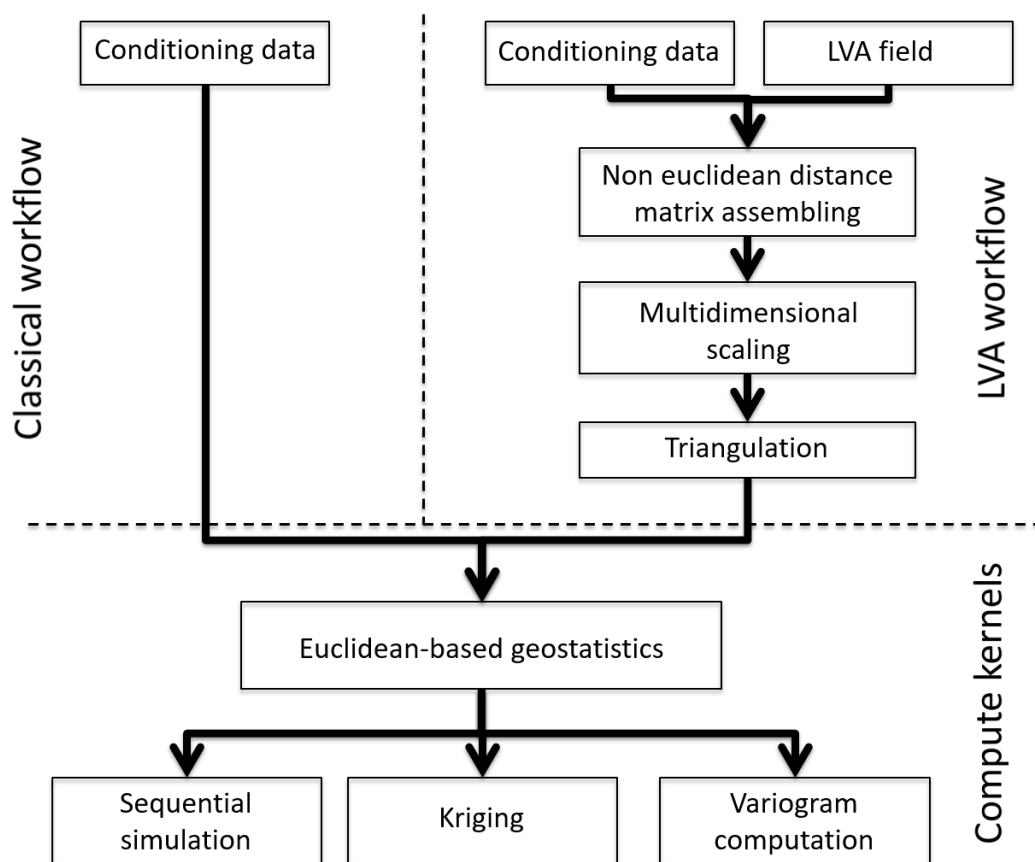 Conditioning data
Conditioning data
LVA field
Non euclidean distance
matrix assembling
Multidimensional
scaling
Triangulation
Classical workflow
LVA workflow
Euclidean-based geostatistics
Sequential
simulation
Kriging
Variogram
computation
Compute kernels